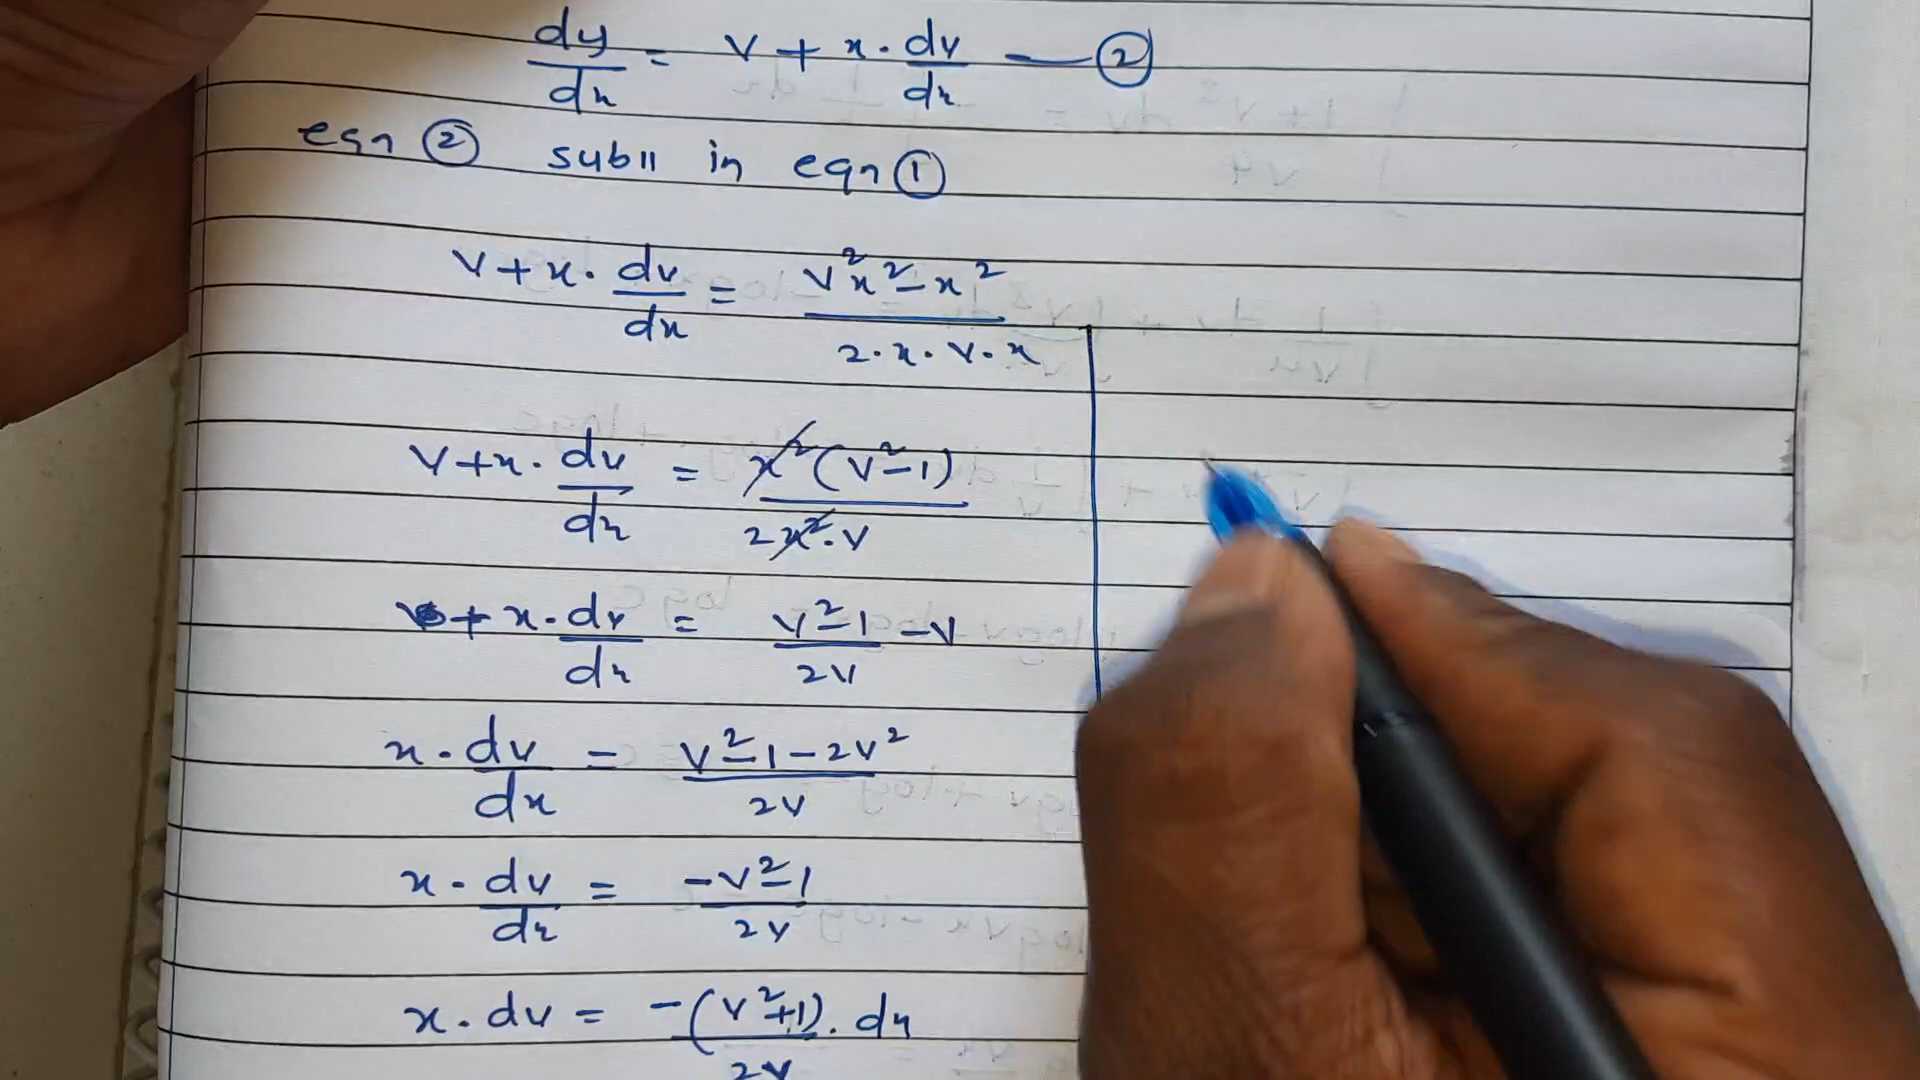 dy/dx = v + x . dv/dx — ②
eqn ② sub11 in eqn ①
v + x . dv/dx = v²x² - x² / 2 . x . v . x
v + x . dv/dx = x² (v² - 1) / 2x² . v
+ x . dv/dx = v² - 1 / 2v - v
x . dv/dx = v² - 1 - 2v² / 2v
x . dv/dx = -v² - 1 / 2v
x . dv = -(v² + 1) / 2v . dx